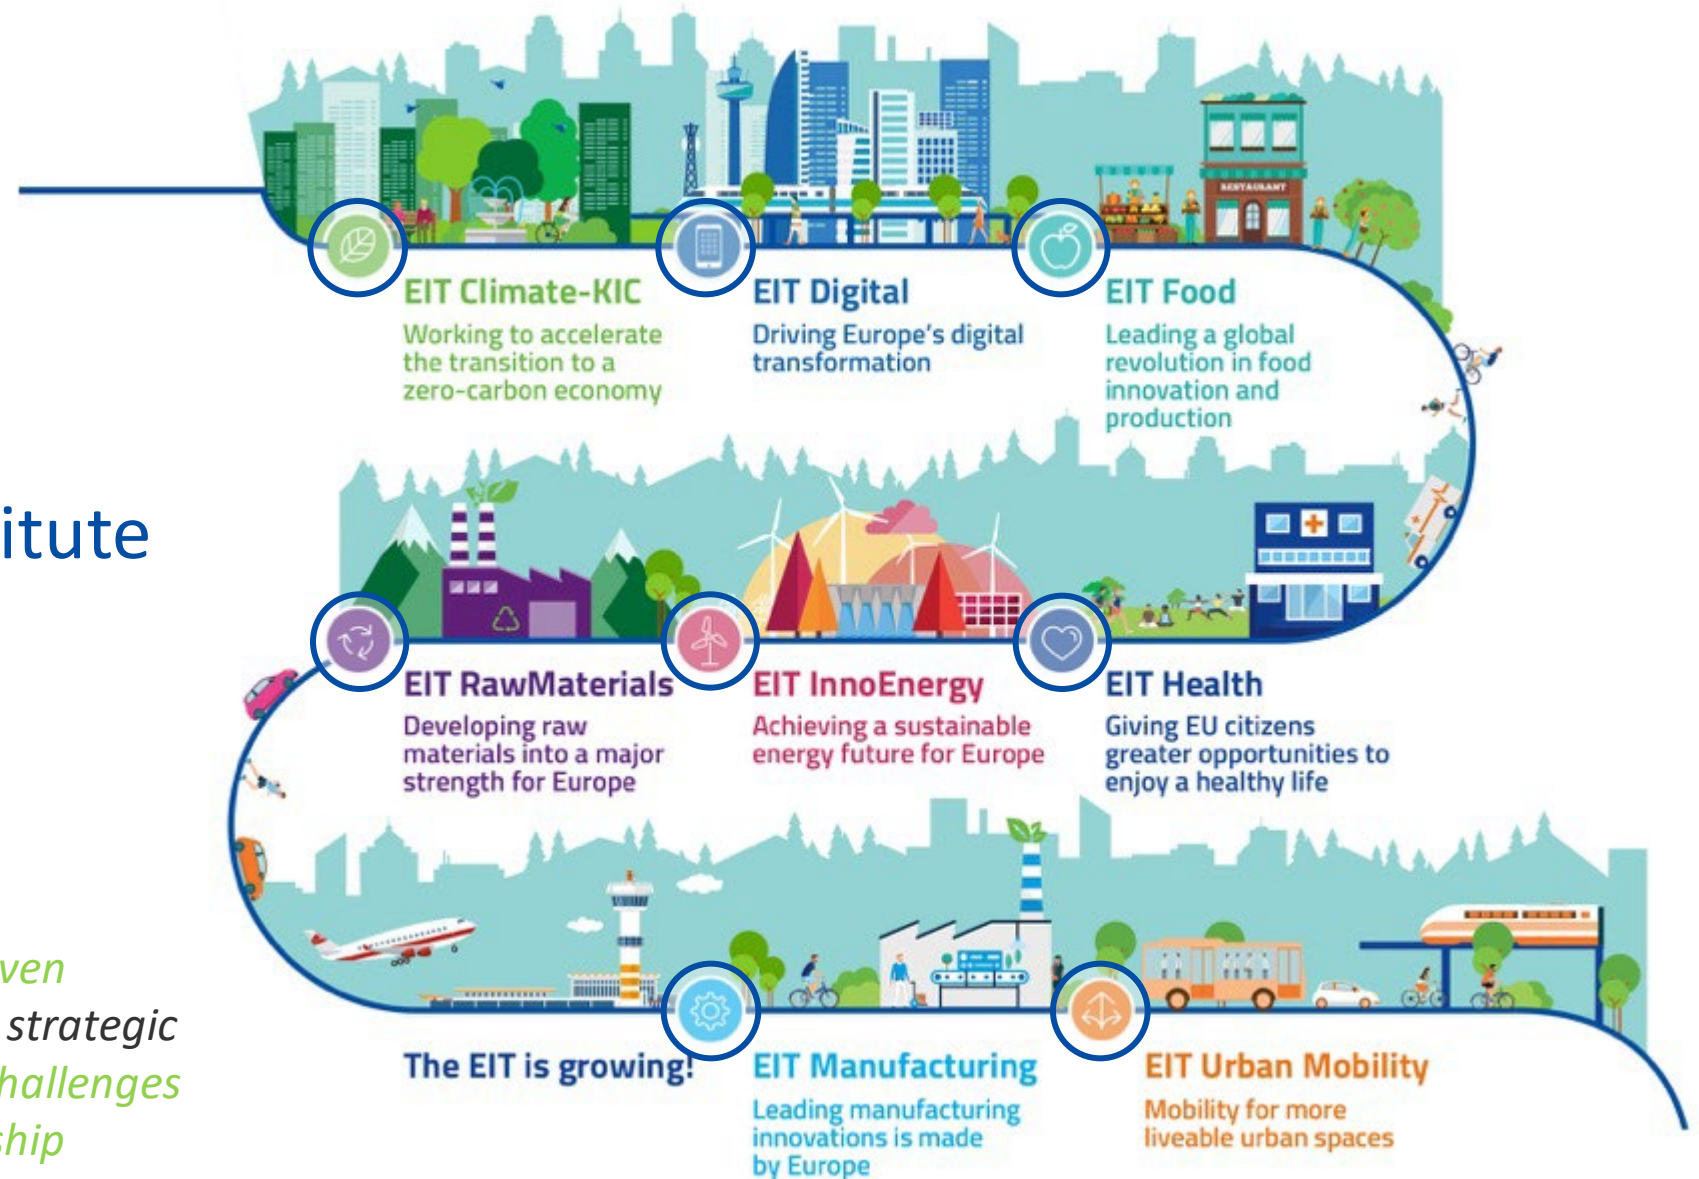 RESTAURANT
EIT Climate-KIC
Working to accelerate
the transition to a
zero-carbon economy
EIT Digital
Driving Europe's digital
transformation
EIT Food
Leading a global
revolution in food
innovation and
production
itute
EIT RawMaterials
Developing raw
materials into a major
strength for Europe
EIT InnoEnergy
Achieving a sustainable
energy future for Europe
EIT Health
Giving EU citizens
greater opportunities to
enjoy a healthy life
ven
strategic
hallenges
ship
The EIT is growing!
EIT Manufacturing
Leading manufacturing
innovations is made
by Europe
EIT Urban Mobility
Mobility for more
liveable urban spaces